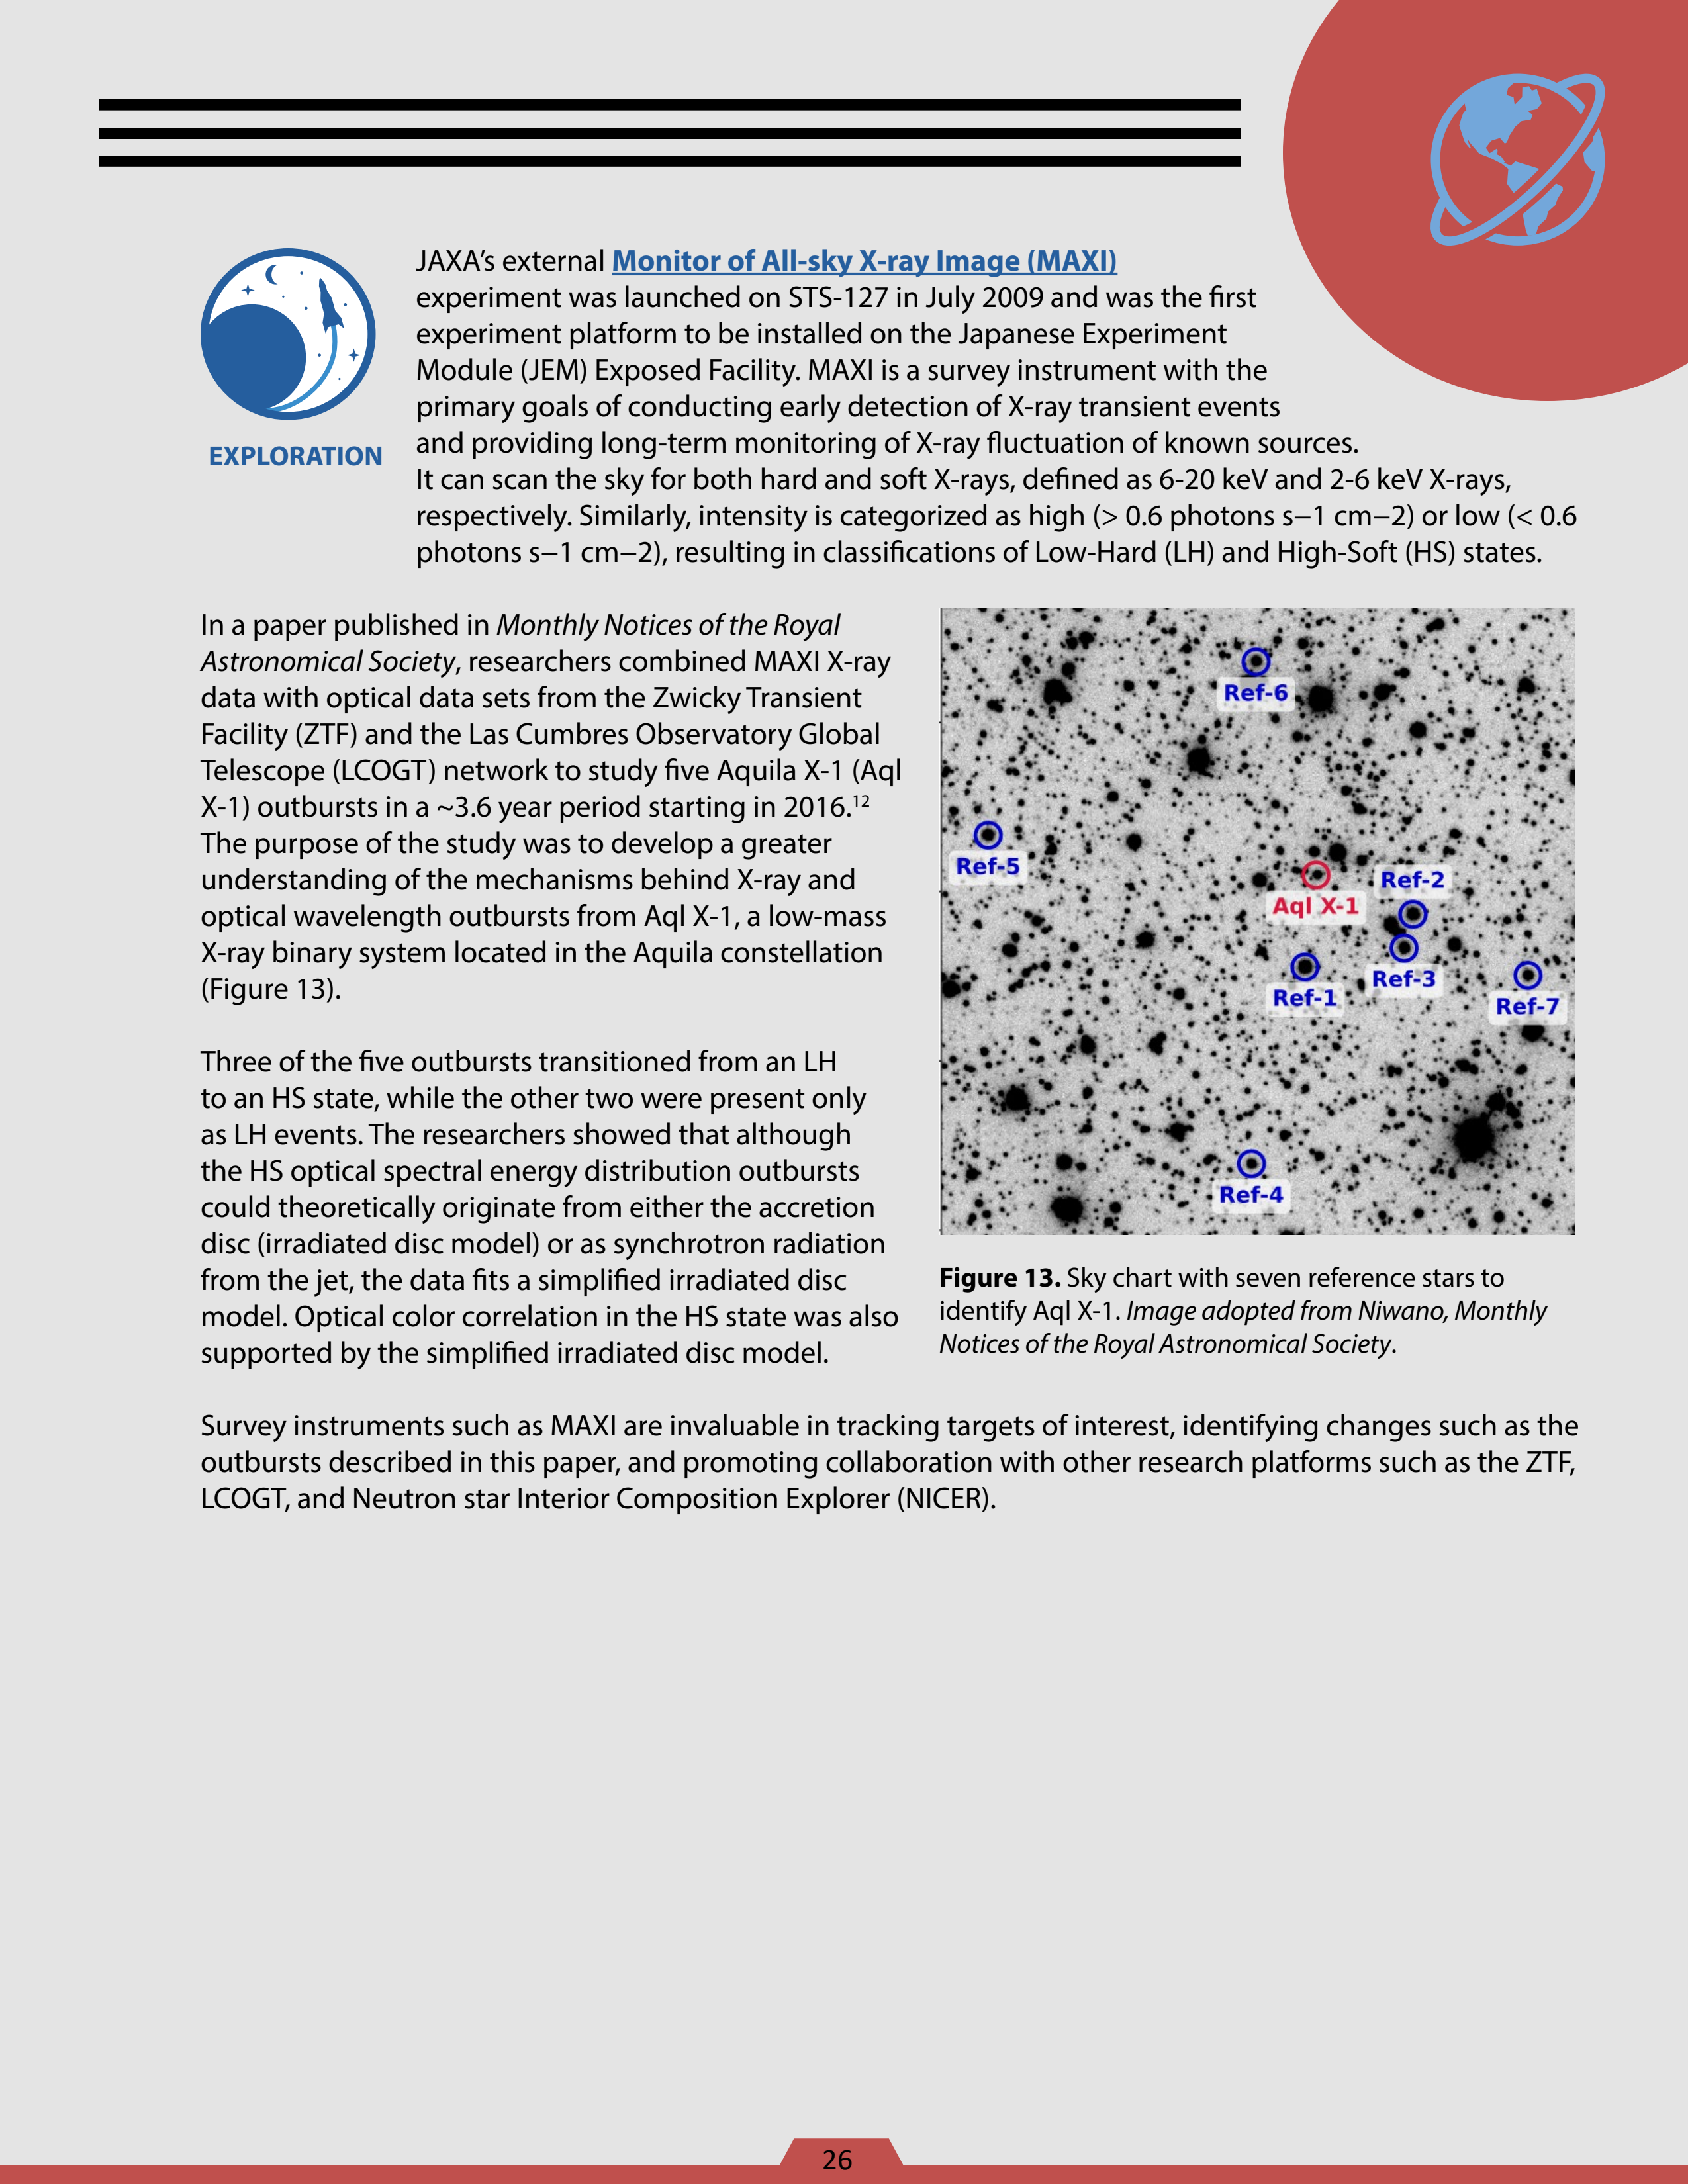 JAXA’s external Monitor of All-sky X-ray Image (MAXI)
experiment was launched on STS-127 in July 2009 and was the first
experiment platform to be installed on the Japanese Experiment
Module (JEM) Exposed Facility. MAXI is a survey instrument with the
primary goals of conducting early detection of X-ray transient events
and providing long-term monitoring of X-ray fluctuation of known sources.
It can scan the sky for both hard and soft X-rays, defined as 6-20 keV and 2-6 keV X-rays,
respectively. Similarly, intensity is categorized as high (> 0.6 photons s−1 cm−2) or low (< 0.6
photons s−1 cm−2), resulting in classifications of Low-Hard (LH) and High-Soft (HS) states.
EXPLORATION
In a paper published in Monthly Notices of the Royal
Astronomical Society, researchers combined MAXI X-ray
data with optical data sets from the Zwicky Transient
Facility (ZTF) and the Las Cumbres Observatory Global
Telescope (LCOGT) network to study five Aquila X-1 (Aql
X-1) outbursts in a ~3.6 year period starting in 2016.12
The purpose of the study was to develop a greater
understanding of the mechanisms behind X-ray and
optical wavelength outbursts from Aql X-1, a low-mass
X-ray binary system located in the Aquila constellation
(Figure 13).
Three of the five outbursts transitioned from an LH
to an HS state, while the other two were present only
as LH events. The researchers showed that although
the HS optical spectral energy distribution outbursts
could theoretically originate from either the accretion
disc (irradiated disc model) or as synchrotron radiation
from the jet, the data fits a simplified irradiated disc
model. Optical color correlation in the HS state was also
supported by the simplified irradiated disc model.
Ref-6
Ref-5
Ref-2
Aql X-1
Ref-3
Ref-1
Ref-7
Ref-4
Figure 13. Sky chart with seven reference stars to
identify Aql X-1. Image adopted from Niwano, Monthly
Notices of the Royal Astronomical Society.
Survey instruments such as MAXI are invaluable in tracking targets of interest, identifying changes such as the
outbursts described in this paper, and promoting collaboration with other research platforms such as the ZTF,
LCOGT, and Neutron star Interior Composition Explorer (NICER).
26